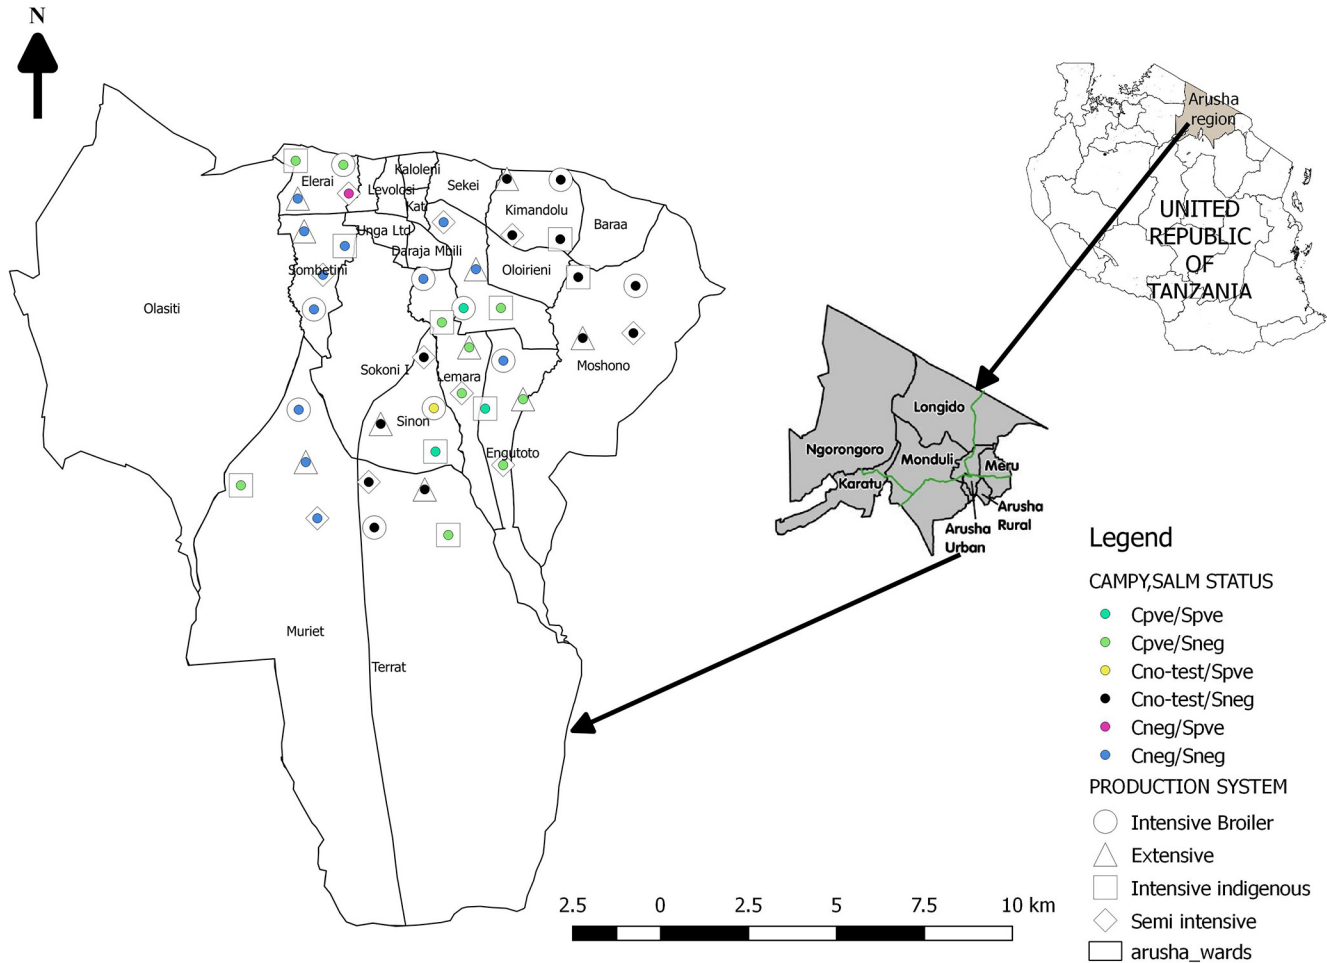 N
Arusha
region
UNITED
REPUBLIC
OF
TANZANIA
Elerai
Levolosi
Kaloleni
Kati
Sekei
Kimandolu
Baraa
Unga Ltd
Daraja Mbili
Oloirieni
Sombetini
Olasiti
Sokoni I
Lemara
Moshono
Sinon
Engutoto
Muriet
Terrat
Longido
Ngorongoro
Monduli
Meru
Karatu
Arusha
Rural
Arusha
Urban
Legend
CAMPY,SALM STATUS
Cpve/Spve
Cpve/Sneg
Cno-test/Spve
Cno-test/Sneg
Cneg/Spve
Cneg/Sneg
PRODUCTION SYSTEM
Intensive Broiler
Extensive
Intensive indigenous
Semi intensive
arusha_wards
2.5 0 2.5 5 7.5 10 km